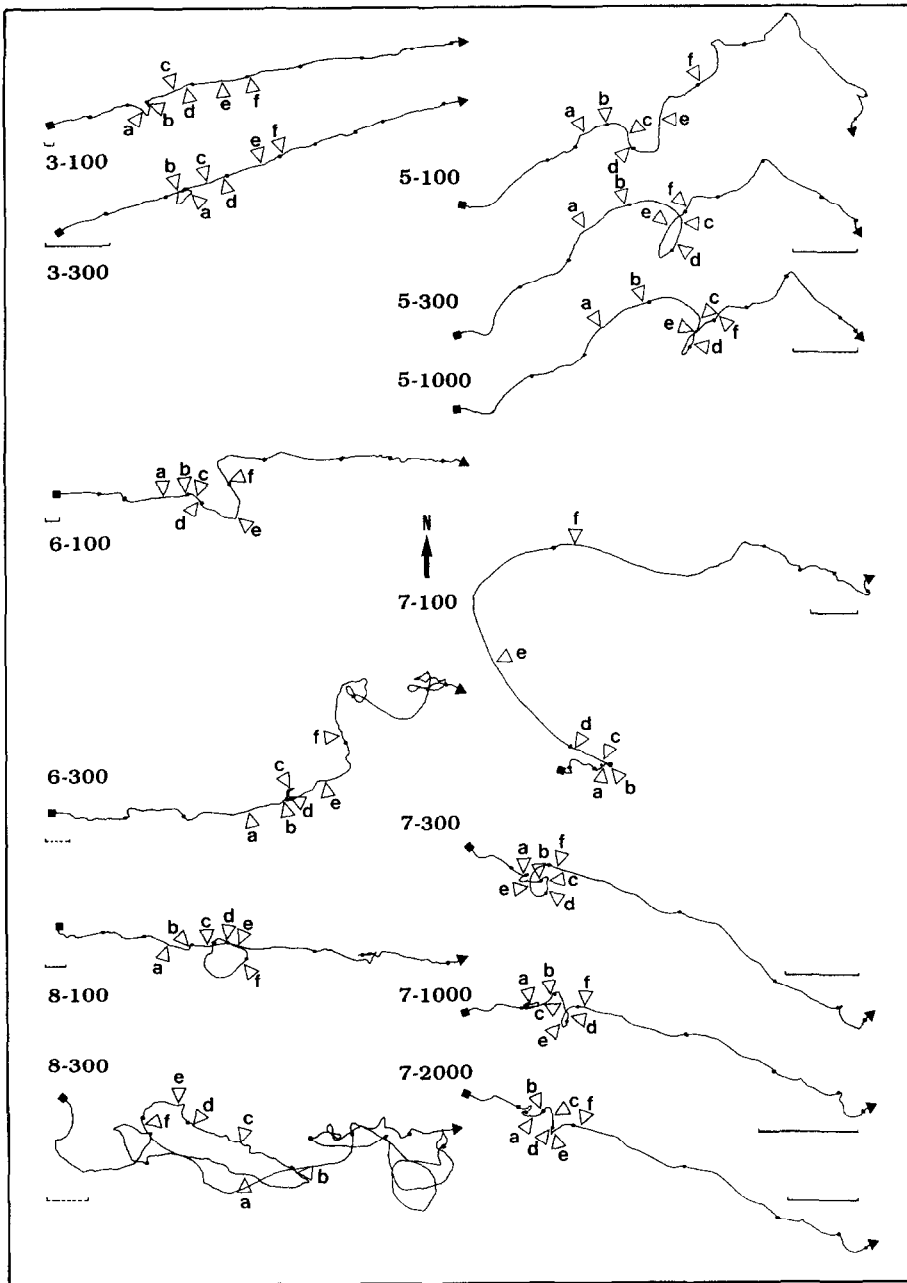 c
a b d e f
3-100
b c e f
a d
3-300
f
a b c e
d
5-100
b f
a e c
d
5-300
b c
a e f
d
5-1000
a b c f
d e
6-100
N
f
7-100
e
d c
a b
f
c
d e
a b
6-300
7-300
a b f
e c
d
b c d e
a f
8-100
a b f
c d
e
7-1000
8-300
e
f d c
a b
7-2000
b c f
a d e